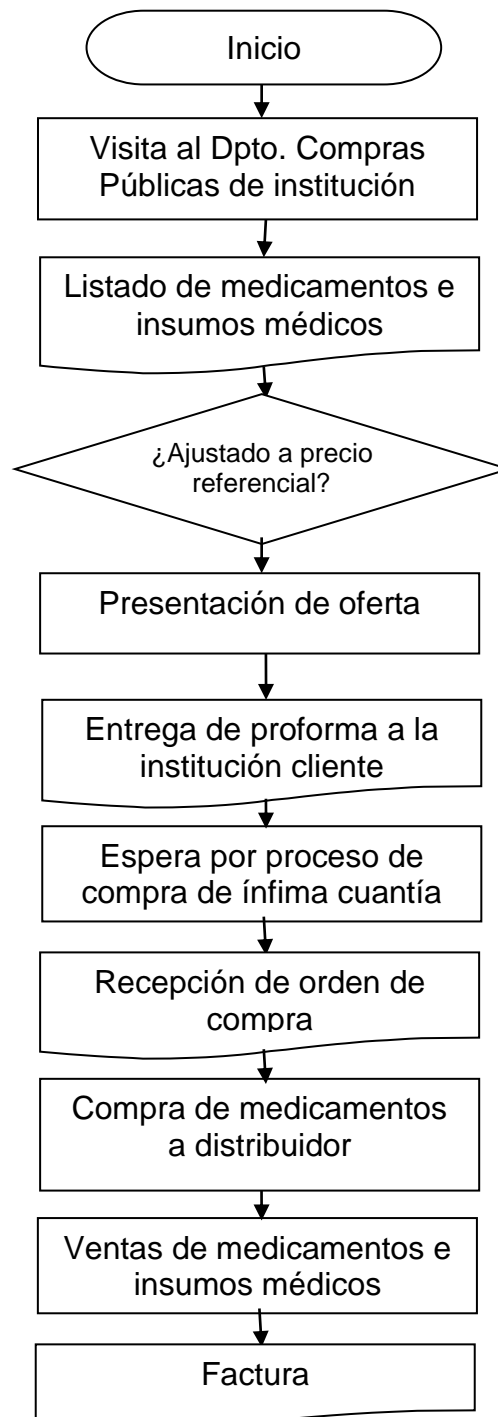 Inicio
Visita al Dpto. Compras
Públicas de institución
Listado de medicamentos e
insumos médicos
¿Ajustado a precio
referencial?
Presentación de oferta
Entrega de proforma a la
institución cliente
Espera por proceso de
compra de ínfima cuantía
Recepción de orden de
compra
Compra de medicamentos
a distribuidor
Ventas de medicamentos e
insumos médicos
Factura